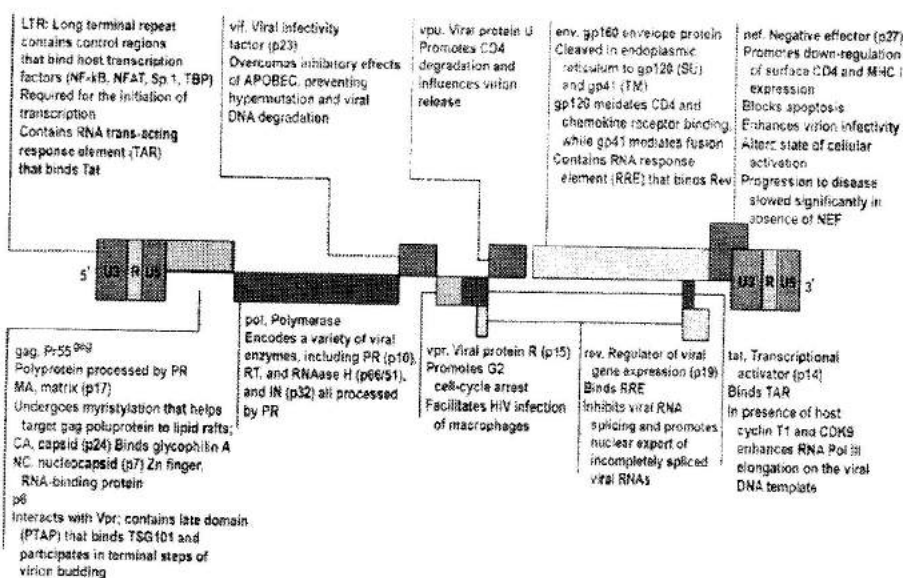 LTR: Long terminal repeat
contains control regions
that bind host transcription
factors (NF-kB, NFAT, Sp 1, TBP)
Required for the initiation of
transcription
Contains RNA trans-acting
response element (TAR)
that binds Tat
vif. Viral infectivity
factor (p23)
Overcomes inhibitory effects
of APOBEC, preventing
hypermutation and viral
DNA degradation
vpu. Viral protein U
Promotes CD4
degradation and
influences virion
release
env. gp160 envelope protein
Cleaved in endoplasmic
reticulum to gp120 (SU)
and gp41 (TM)
gp120 meidates CD4 and
chemokine receptor binding,
while gp41 mediates fusion
Contains RNA response
element (RRE) that binds Rev
nef. Negative effector (p27)
Promotes down-regulation
of surface CD4 and MHC I
expression
Blocks apoptosis
Enhances virion infectivity
Alters state of cellular
activation
Progression to disease
slowed significantly in
absence of NEF
5'
U3 R U5
U3 R U5
3'
gag, Pr55 gag
Polyprotein processed by PR
MA, matrix (p17)
Undergoes myristylation that helps
target gag poluprotein to lipid rafts;
CA, capsid (p24) Binds glycophilin A
NC, nucleocapsid (p7) Zn finger,
RNA-binding protein
p6
Interacts with Vpr; contains late domain
(PTAP) that binds TSG101 and
participates in terminal steps of
virion budding
pol, Polymerase
Encodes a variety of viral
enzymes, including PR (p10),
RT, and RNAase H (p66/51),
and IN (p32) all processed
by PR
vpr. Viral protein R (p15)
Promotes G2
cell-cycle arrest
Facilitates HIV infection
of macrophages
rev. Regulator of viral
gene expression (p19)
Binds RRE
Inhibits viral RNA
splicing and promotes
nuclear export of
incompletely spliced
viral RNAs
tat, Transcriptional
activator (p14)
Binds TAR
In presence of host
cyclin T1 and CDK9
enhances RNA Pol III
elongation on the viral
DNA template